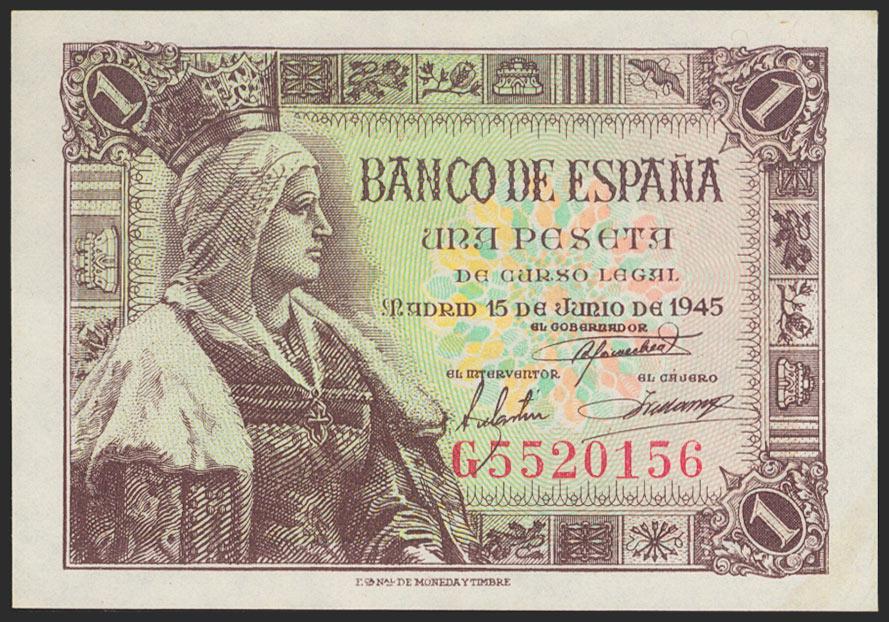 1 1
BANCO DE ESPAÑA
UNA PESETA
DE CURSO LEGAL
MADRID 15 DE JUNIO DE 1945
EL GOBERNADOR
EL INTERVENTOR EL CAJERO
G5520156
1
F. NAL DE MONEDA Y TIMBRE